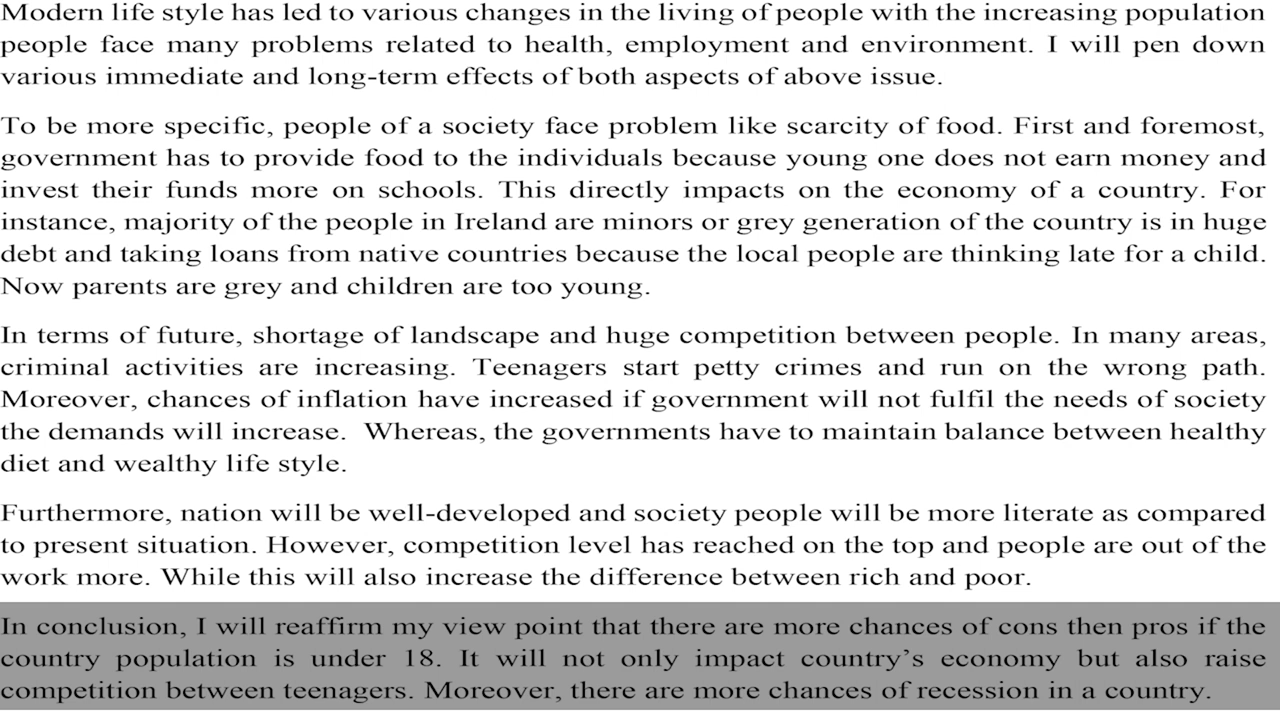 Modern life style has led to various changes in the living of people with the increasing population
people face many problems related to health, employment and environment. I will pen down
various immediate and long-term effects of both aspects of above issue.
To be more specific, people of a society face problem like scarcity of food. First and foremost,
government has to provide food to the individuals because young one does not earn money and
invest their funds more on schools. This directly impacts on the economy of a country. For
instance, majority of the people in Ireland are minors or grey generation of the country is in huge
debt and taking loans from native countries because the local people are thinking late for a child.
Now parents are grey and children are too young.
In terms of future, shortage of landscape and huge competition between people. In many areas,
criminal activities are increasing. Teenagers start petty crimes and run on the wrong path.
Moreover, chances of inflation have increased if government will not fulfil the needs of society
the demands will increase.  Whereas, the governments have to maintain balance between healthy
diet and wealthy life style.
Furthermore, nation will be well-developed and society people will be more literate as compared
to present situation. However, competition level has reached on the top and people are out of the
work more. While this will also increase the difference between rich and poor.
In conclusion, I will reaffirm my view point that there are more chances of cons then pros if the
country population is under 18. It will not only impact country’s economy but also raise
competition between teenagers. Moreover, there are more chances of recession in a country.